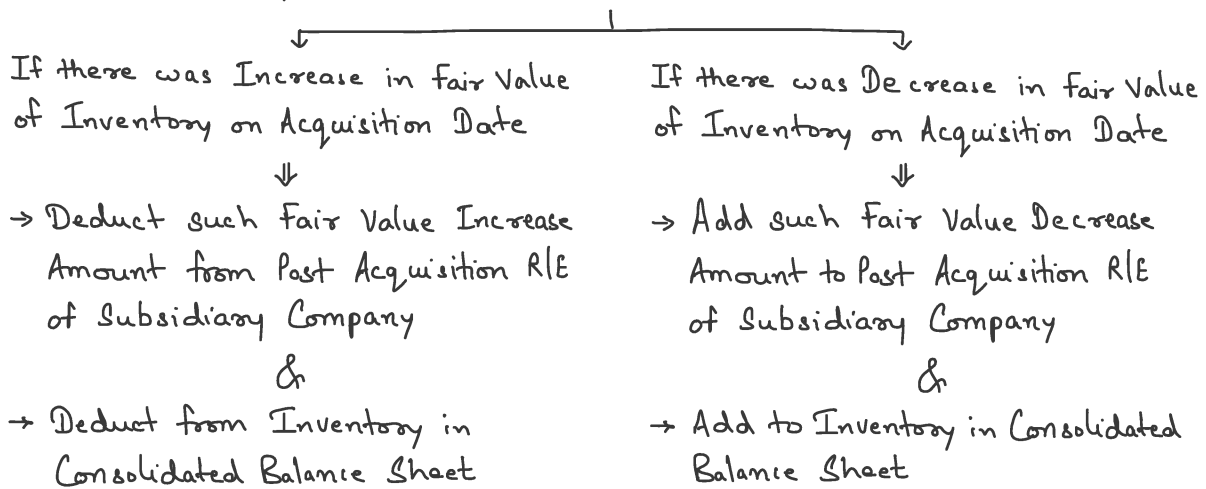 If there was Increase in Fair Value
of Inventory on Acquisition Date
⇓
→ Deduct such Fair Value Increase
Amount from Post Acquisition R/E
of Subsidiary Company
&
→ Deduct from Inventory in
Consolidated Balance Sheet
If there was Decrease in Fair Value
of Inventory on Acquisition Date
⇓
→ Add such Fair Value Decrease
Amount to Post Acquisition R/E
of Subsidiary Company
&
→ Add to Inventory in Consolidated
Balance Sheet